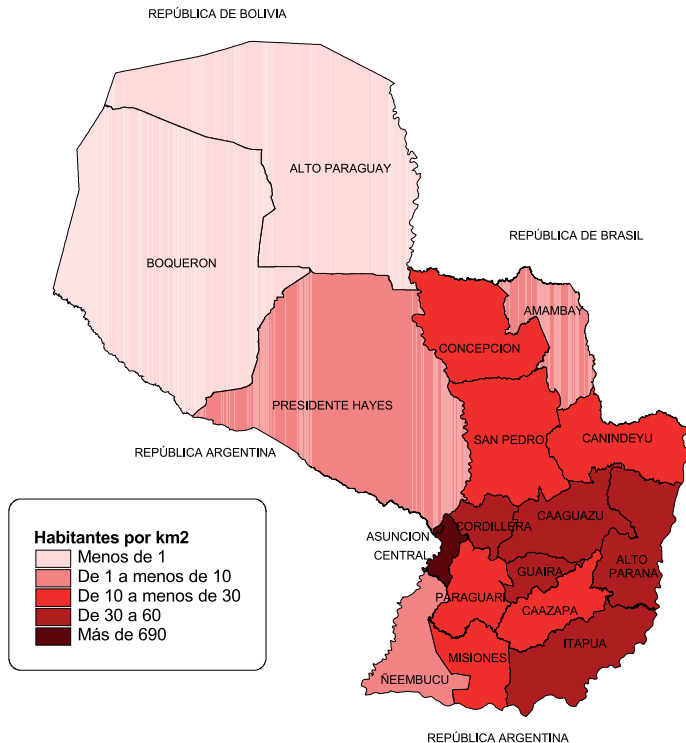 REPÚBLICA DE BOLIVIA
ALTO PARAGUAY
REPÚBLICA DE BRASIL
BOQUERON
AMAMBAY
CONCEPCION
PRESIDENTE HAYES
SAN PEDRO
CANINDEYU
REPÚBLICA ARGENTINA
CORDILLERA
CAAGUAZU
ASUNCION
CENTRAL
ALTO
PARANA
GUAIRA
PARAGUARI
CAAZAPA
ITAPUA
MISIONES
ÑEEMBUCU
REPÚBLICA ARGENTINA
Habitantes por km2
Menos de 1
De 1 a menos de 10
De 10 a menos de 30
De 30 a 60
Más de 690